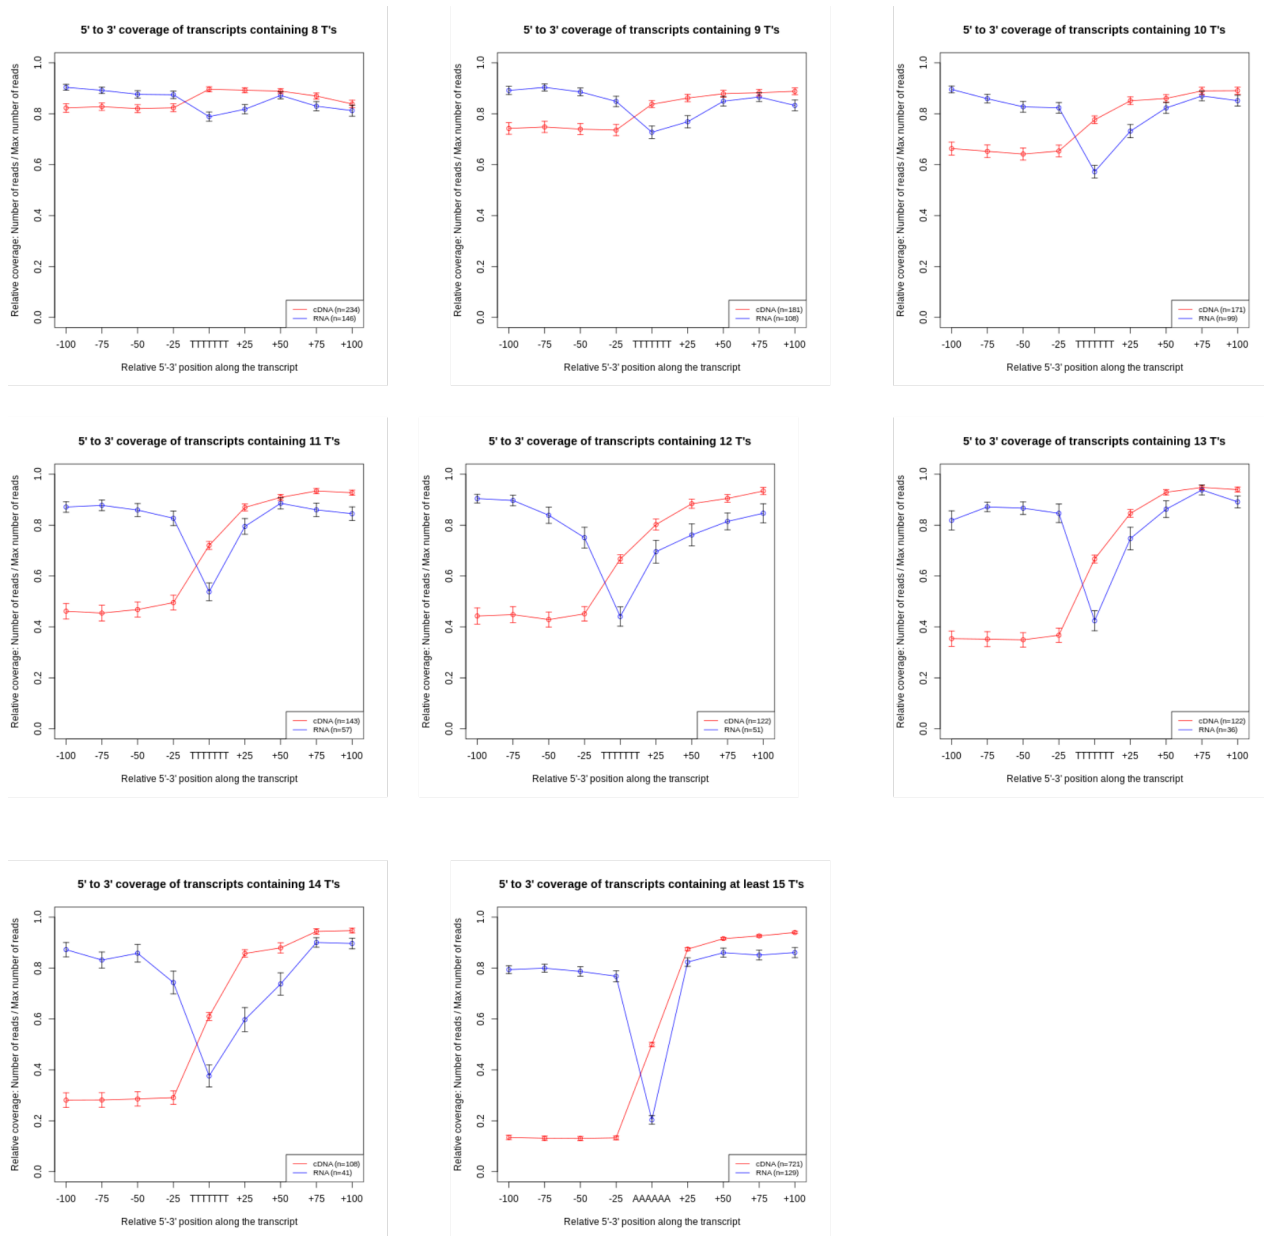 5' to 3' coverage of transcripts containing 8 T's
Relative coverage: Number of reads / Max number of reads
0.0 0.2 0.4 0.6 0.8 1.0
cDNA (n=234)
RNA (n=146)
-100 -75 -50 -25 TTTTTTT +25 +50 +75 +100
Relative 5'-3' position along the transcript
5' to 3' coverage of transcripts containing 9 T's
Relative coverage: Number of reads / Max number of reads
0.0 0.2 0.4 0.6 0.8 1.0
cDNA (n=181)
RNA (n=108)
-100 -75 -50 -25 TTTTTTT +25 +50 +75 +100
Relative 5'-3' position along the transcript
5' to 3' coverage of transcripts containing 10 T's
Relative coverage: Number of reads / Max number of reads
0.0 0.2 0.4 0.6 0.8 1.0
cDNA (n=171)
RNA (n=99)
-100 -75 -50 -25 TTTTTTT +25 +50 +75 +100
Relative 5'-3' position along the transcript
5' to 3' coverage of transcripts containing 11 T's
Relative coverage: Number of reads / Max number of reads
0.0 0.2 0.4 0.6 0.8 1.0
cDNA (n=143)
RNA (n=57)
-100 -75 -50 -25 TTTTTTT +25 +50 +75 +100
Relative 5'-3' position along the transcript
5' to 3' coverage of transcripts containing 12 T's
Relative coverage: Number of reads / Max number of reads
0.0 0.2 0.4 0.6 0.8 1.0
cDNA (n=122)
RNA (n=51)
-100 -75 -50 -25 TTTTTTT +25 +50 +75 +100
Relative 5'-3' position along the transcript
5' to 3' coverage of transcripts containing 13 T's
Relative coverage: Number of reads / Max number of reads
0.0 0.2 0.4 0.6 0.8 1.0
cDNA (n=122)
RNA (n=36)
-100 -75 -50 -25 TTTTTTT +25 +50 +75 +100
Relative 5'-3' position along the transcript
5' to 3' coverage of transcripts containing 14 T's
Relative coverage: Number of reads / Max number of reads
0.0 0.2 0.4 0.6 0.8 1.0
cDNA (n=108)
RNA (n=41)
-100 -75 -50 -25 TTTTTTT +25 +50 +75 +100
Relative 5'-3' position along the transcript
5' to 3' coverage of transcripts containing at least 15 T's
Relative coverage: Number of reads / Max number of reads
0.0 0.2 0.4 0.6 0.8 1.0
cDNA (n=721)
RNA (n=129)
-100 -75 -50 -25 AAAAAA +25 +50 +75 +100
Relative 5'-3' position along the transcript